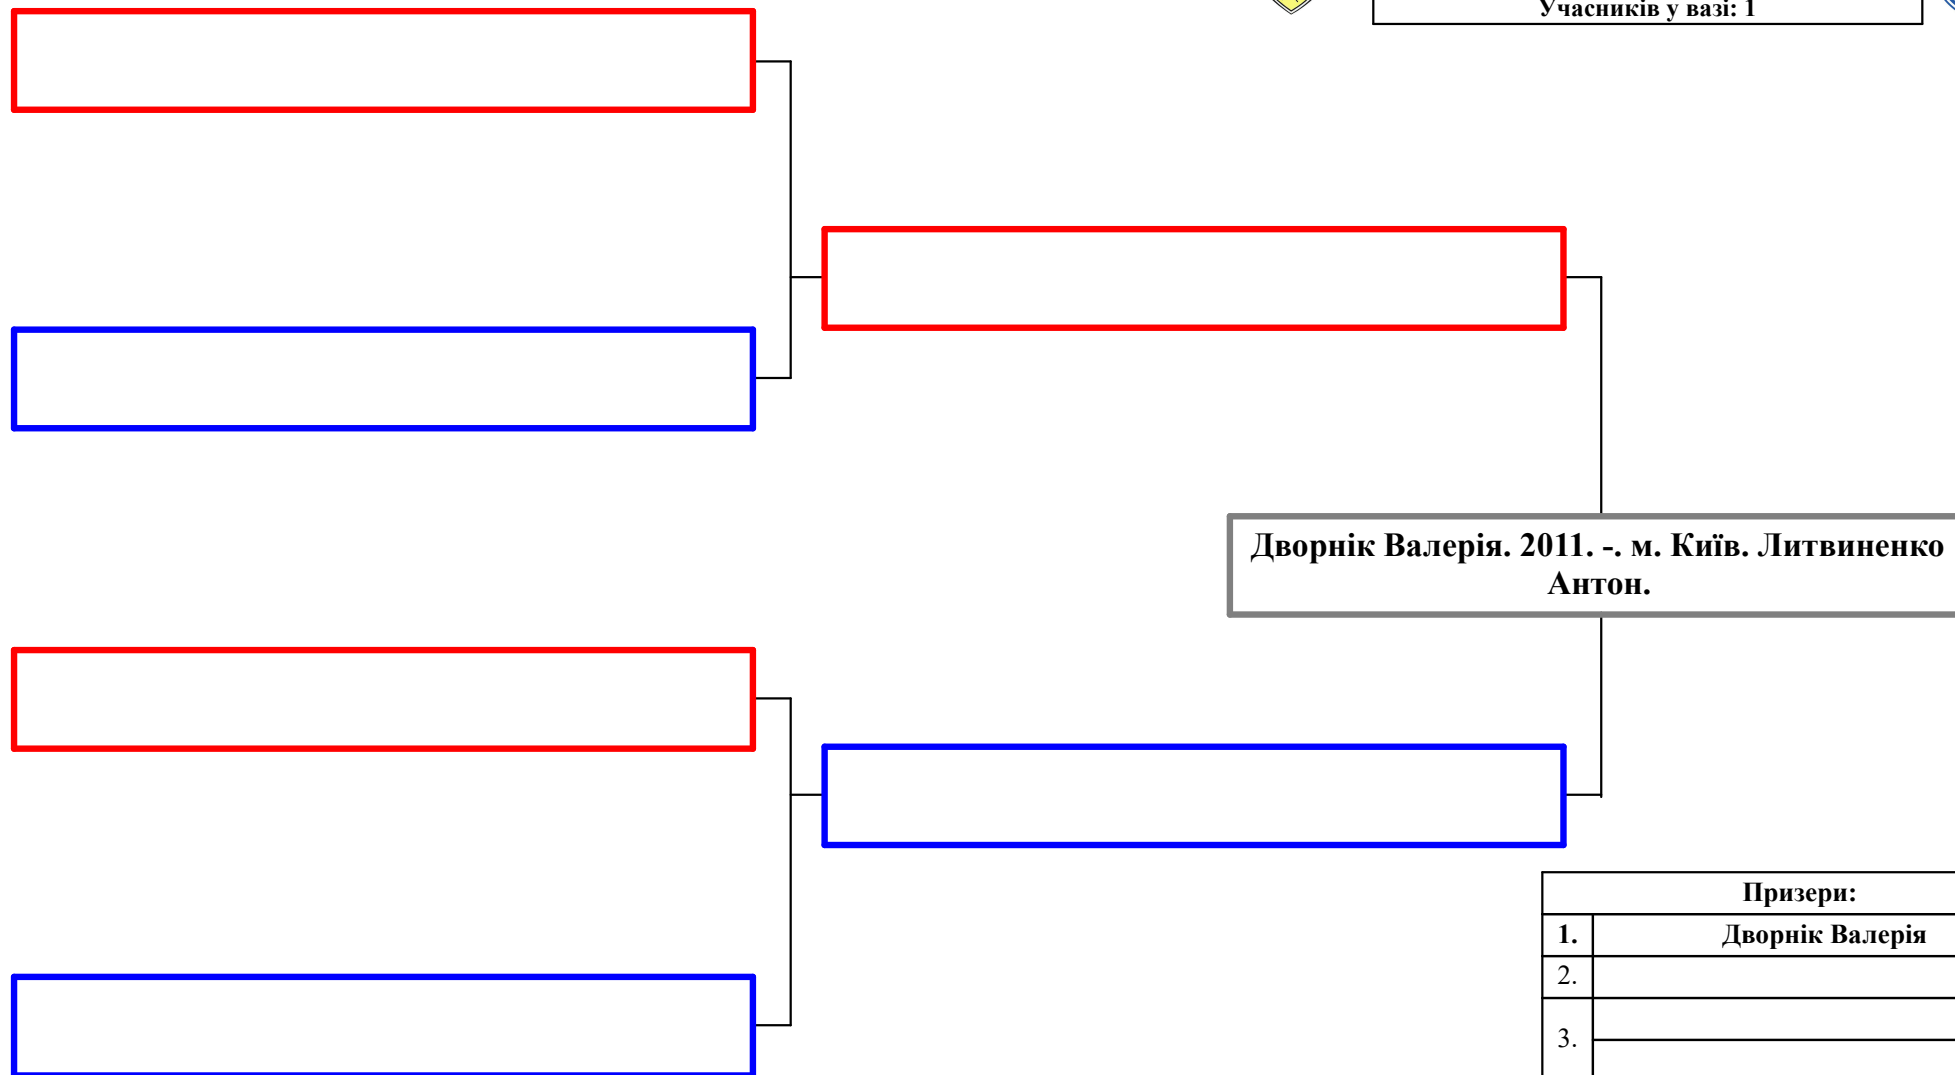 Учасників у вазі: 1
Дворнік Валерія. 2011. -. м. Київ. Литвиненко
Антон.
Призери:
1. Дворнік Валерія
2.
3.